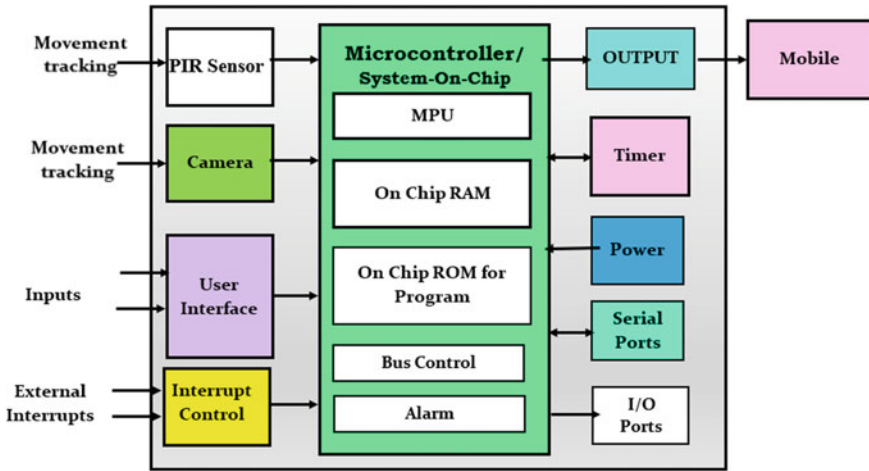 Movement
tracking
PIR Sensor
Microcontroller/
System-On-Chip
OUTPUT
Mobile
MPU
Movement
tracking
Camera
Timer
On Chip RAM
Inputs
User
Interface
On Chip ROM for
Program
Power
Serial
Ports
Bus Control
External
Interrupts
Interrupt
Control
Alarm
I/O
Ports